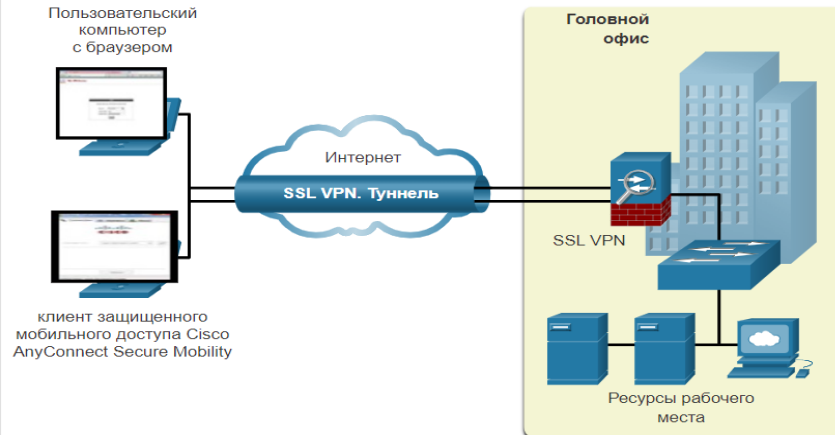 Пользовательский
компьютер
с браузером
Головной
офис
Интернет
SSL VPN. Туннель
SSL VPN
клиент защищенного
мобильного доступа Cisco
AnyConnect Secure Mobility
Ресурсы рабочего
места